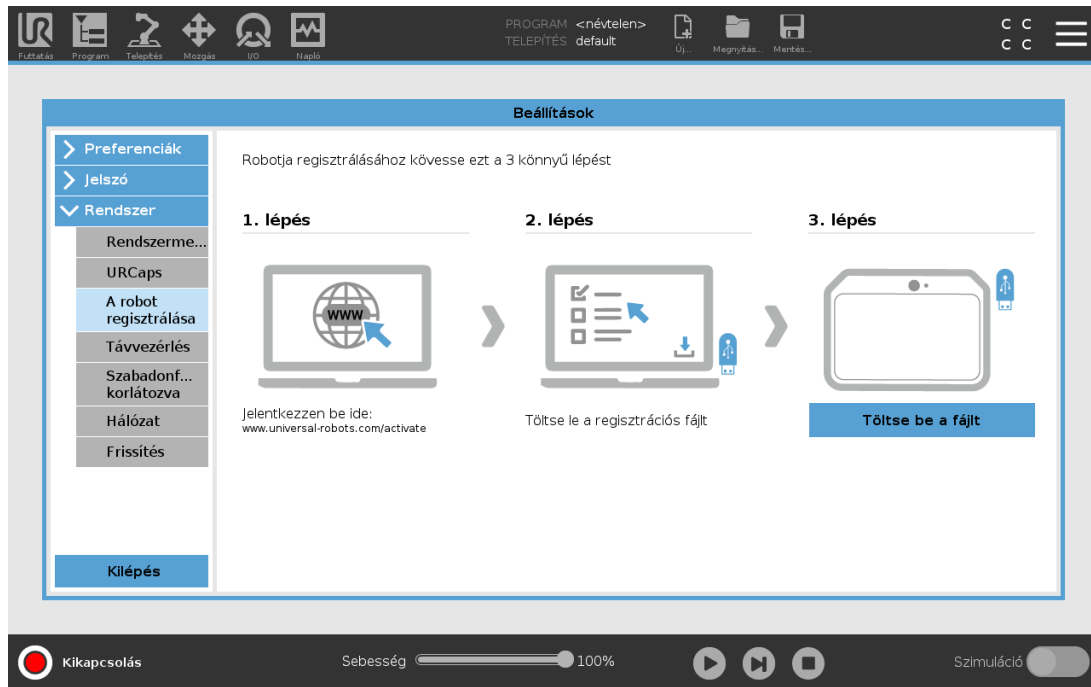 UR
Futtatás
Program
Telepítés
Mozgás
I/O
Napló
PROGRAM <névtelen>
TELEPÍTÉS default
Új...
Megnyitás...
Mentés...
C C
C C
Beállítások
Preferenciák
Jelszó
Rendszer
Rendszerme...
URCaps
A robot
regisztrálása
Távvezérlés
Szabadonf...
korlátozva
Hálózat
Frissítés
Kilépés
Robotja regisztrálásához kövesse ezt a 3 könnyű lépést
1. lépés
2. lépés
3. lépés
WWW
Jelentkezzen be ide:
www.universal-robots.com/activate
Töltse le a regisztrációs fájlt
Töltse be a fájlt
Kikapcsolás
Sebesség
100%
Szimuláció